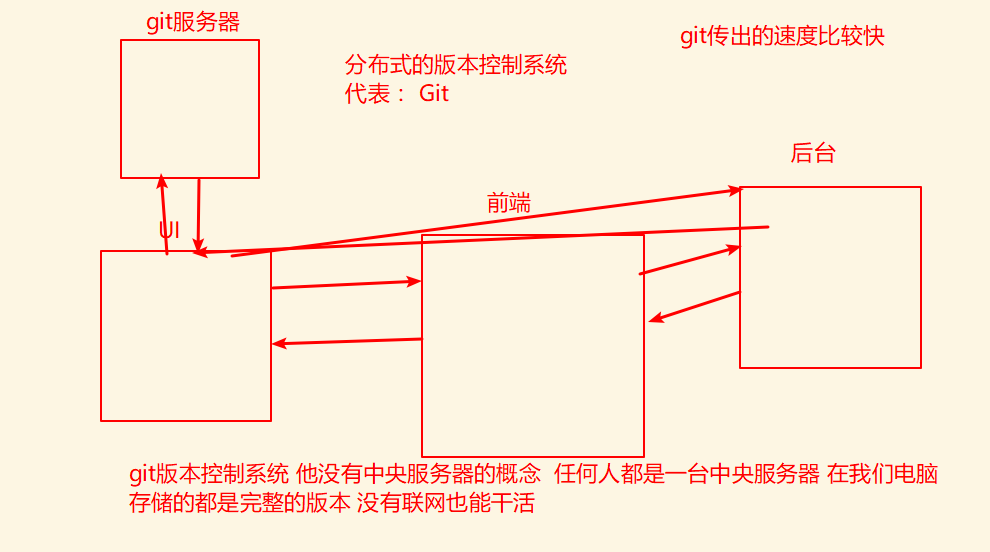 git服务器
git传出的速度比较快
分布式的版本控制系统
代表： Git
后台
前端
UI
git版本控制系统 他没有中央服务器的概念 任何人都是一台中央服务器 在我们电脑
存储的都是完整的版本 没有联网也能干活